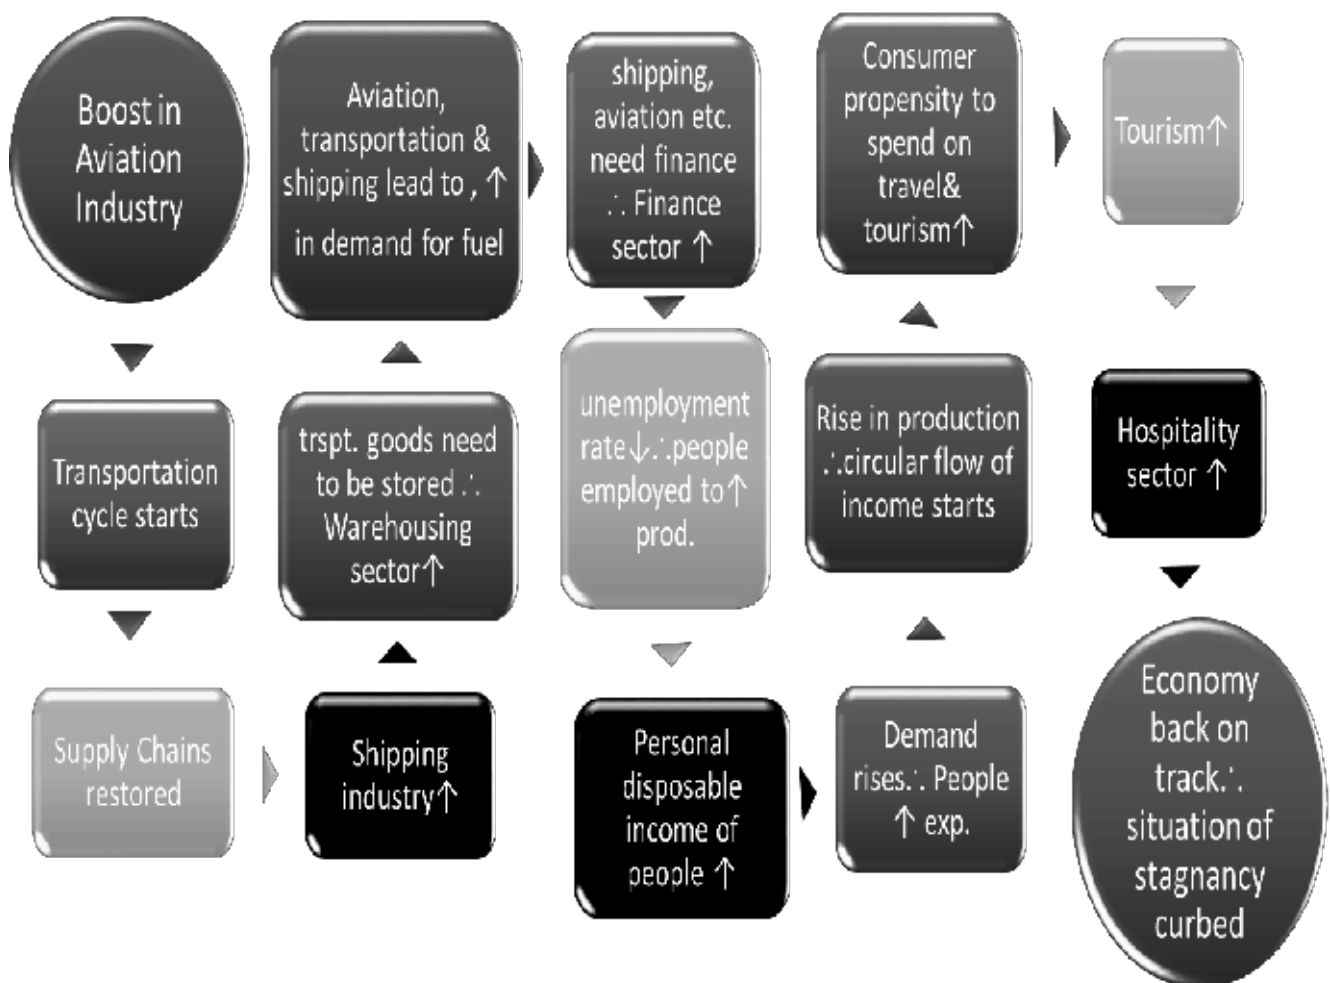 Boost in
Aviation
Industry
Transportation
cycle starts
Supply Chains
restored
Shipping
industry↑
trspt. goods need
to be stored ∴
Warehousing
sector↑
Aviation,
transportation &
shipping lead to , ↑
in demand for fuel
shipping,
aviation etc.
need finance
∴ Finance
sector ↑
unemployment
rate↓∴people
employed to↑
prod.
Personal
disposable
income of
people ↑
Demand
rises∴ People
↑ exp.
Rise in production
∴circular flow of
income starts
Consumer
propensity to
spend on
travel&
tourism↑
Tourism↑
Hospitality
sector ↑
Economy
back on
track∴
situation of
stagnancy
curbed